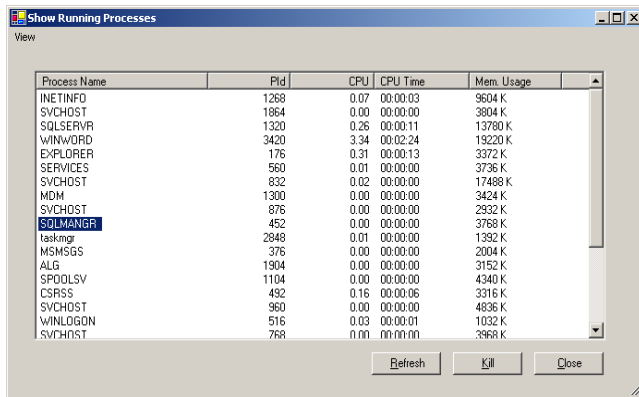 Show Running Processes
View
Process Name PId CPU CPU Time Mem. Usage
INETINFO 1268 0.07 00:00:03 9604 K
SVCHOST 1864 0.00 00:00:00 3804 K
SQLSERVR 1320 0.26 00:00:11 13780 K
WINWORD 3420 3.34 00:02:24 19220 K
EXPLORER 176 0.31 00:00:13 3372 K
SERVICES 560 0.01 00:00:00 3736 K
SVCHOST 832 0.02 00:00:00 17488 K
MDM 1300 0.00 00:00:00 3424 K
SVCHOST 876 0.00 00:00:00 2932 K
SQLMANGR 452 0.00 00:00:00 3768 K
taskmgr 2848 0.01 00:00:00 1392 K
MSMSGS 376 0.00 00:00:00 2004 K
ALG 1904 0.00 00:00:00 3152 K
SPOOLSV 1104 0.00 00:00:00 4340 K
CSRSS 492 0.16 00:00:06 3316 K
SVCHOST 960 0.00 00:00:00 4836 K
WINLOGON 516 0.03 00:00:01 1032 K
SVCHOST 768 0.00 00:00:00 3968 K
Refresh Kill Close